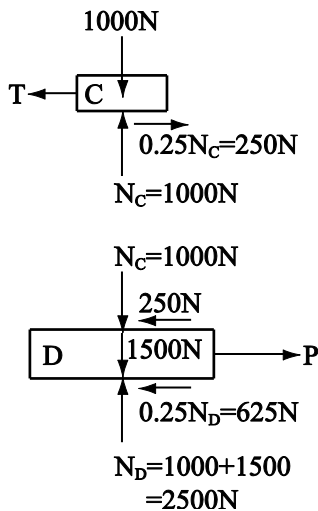 1000N
T
C
0.25N_C=250N
N_C=1000N
N_C=1000N
250N
D
1500N
P
0.25N_D=625N
N_D=1000+1500
=2500N